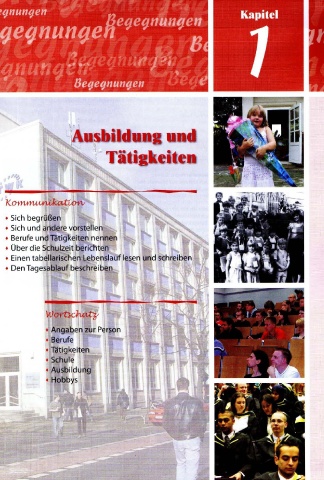 Begegnungen
Begegnungen
Begegnungen
Begegnungen
Begegnungen
Kapitel
1
Ausbildung und
Tätigkeiten
Kommunikation
• Sich begrüßen
• Sich und andere vorstellen
• Berufe und Tätigkeiten nennen
• Über die Schulzeit berichten
• Einen tabellarischen Lebenslauf lesen und schreiben
• Den Tagesablauf beschreiben
Wortschatz
• Angaben zur Person
• Berufe
• Tätigkeiten
• Schule
• Ausbildung
• Hobbys